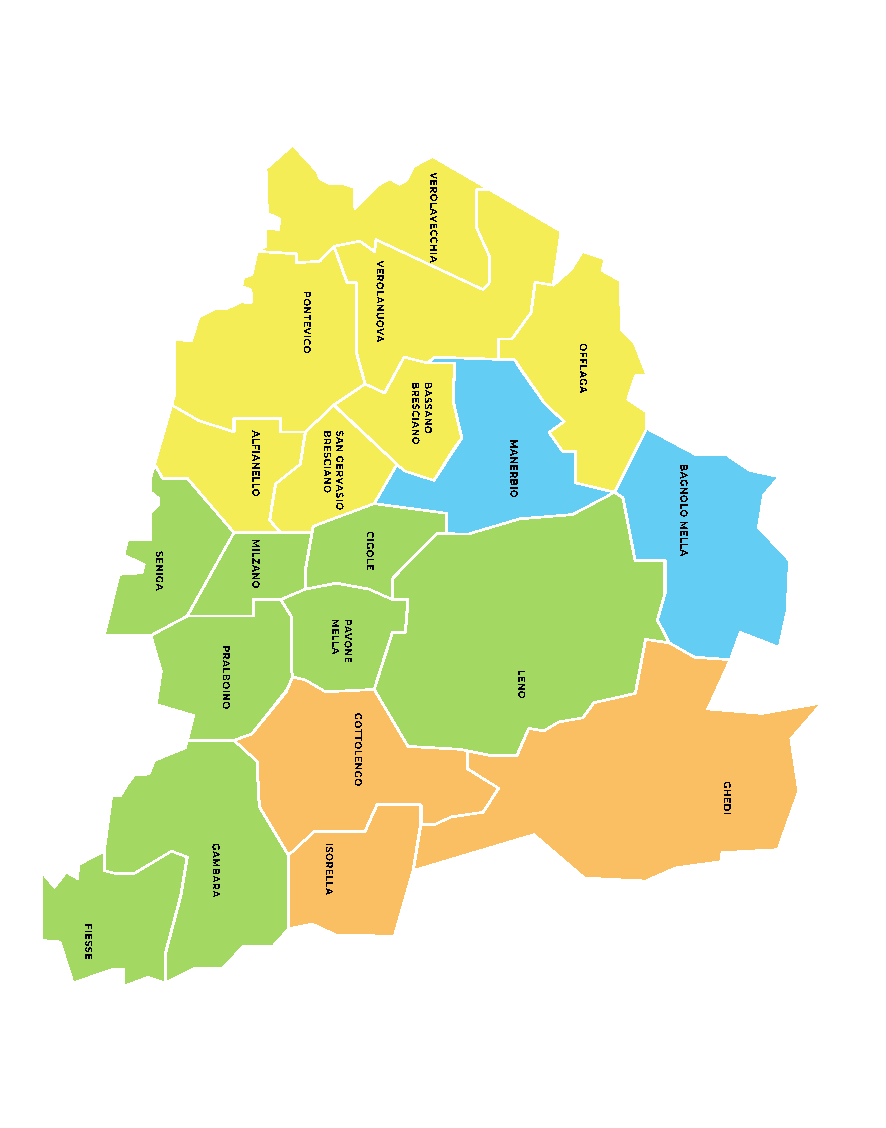 GHEDI
BAGNOLO MELLA
OFFLAGA
LENO
MANERBIO
VEROLAVECCHIA
BASSANO
BRESCIANO
VEROLANUOVA
CIGOLE
GOTTOLENGO
PAVONE
MELLA
SAN GERVASIO
BRESCIANO
ISORELLA
PONTEVICO
ALFIANELLO
MILZANO
PRALBOINO
GAMBARA
SENIGA
FIESSE